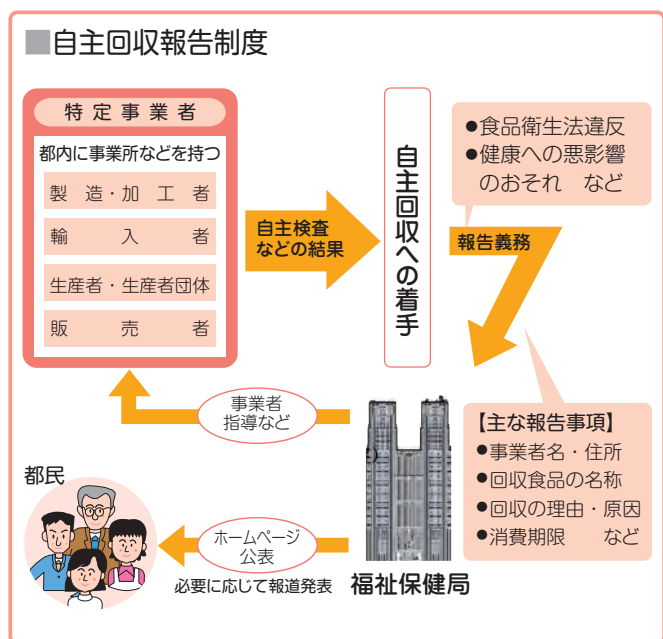 ■自主回収報告制度
特定事業者
都内に事業所などを持つ
製造・加工者
輸入者
生産者・生産者団体
販売者
自主検査
などの結果
自主回収への着手
●食品衛生法違反
●健康への悪影響
のおそれ など
報告義務
【主な報告事項】
●事業者名・住所
●回収食品の名称
●回収の理由・原因
●消費期限 など
事業者
指導など
都民
ホームページ
公表
必要に応じて報道発表
福祉保健局